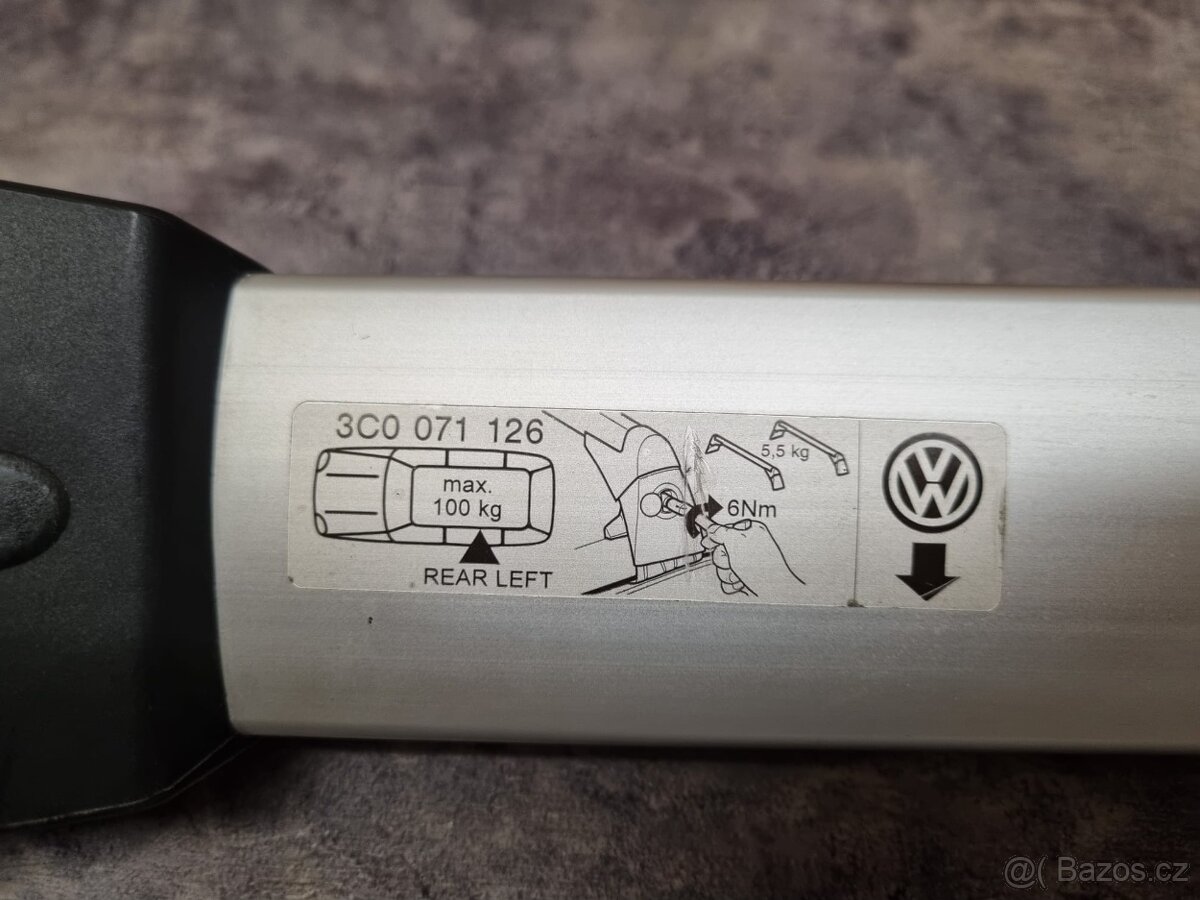 3C0 071 126
max.
100 kg
REAR LEFT
5,5 kg
6Nm
VW
@( Bazos.cz